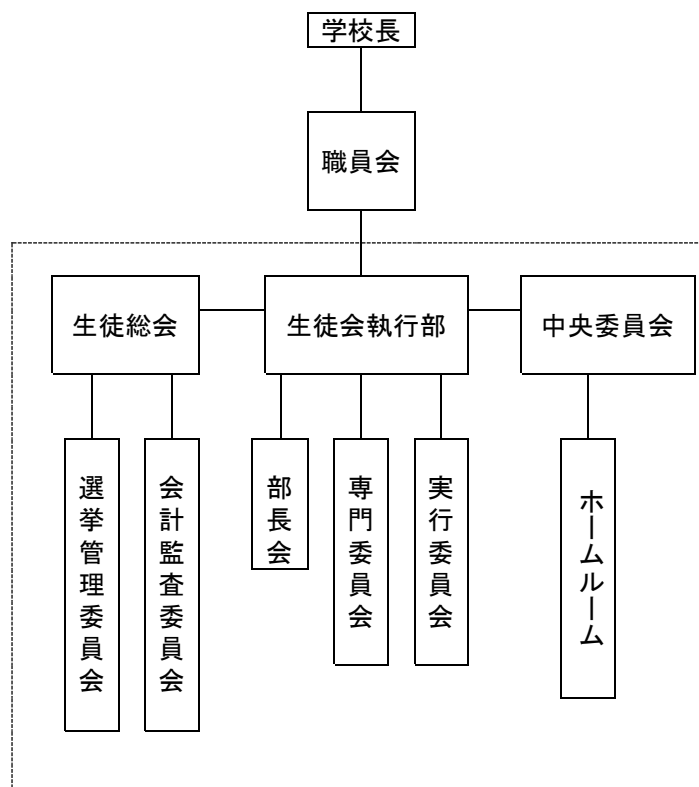 学校長
職員会
生徒総会
生徒会執行部
中央委員会
選挙管理委員会
会計監査委員会
部長会
専門委員会
実行委員会
ホームルーム